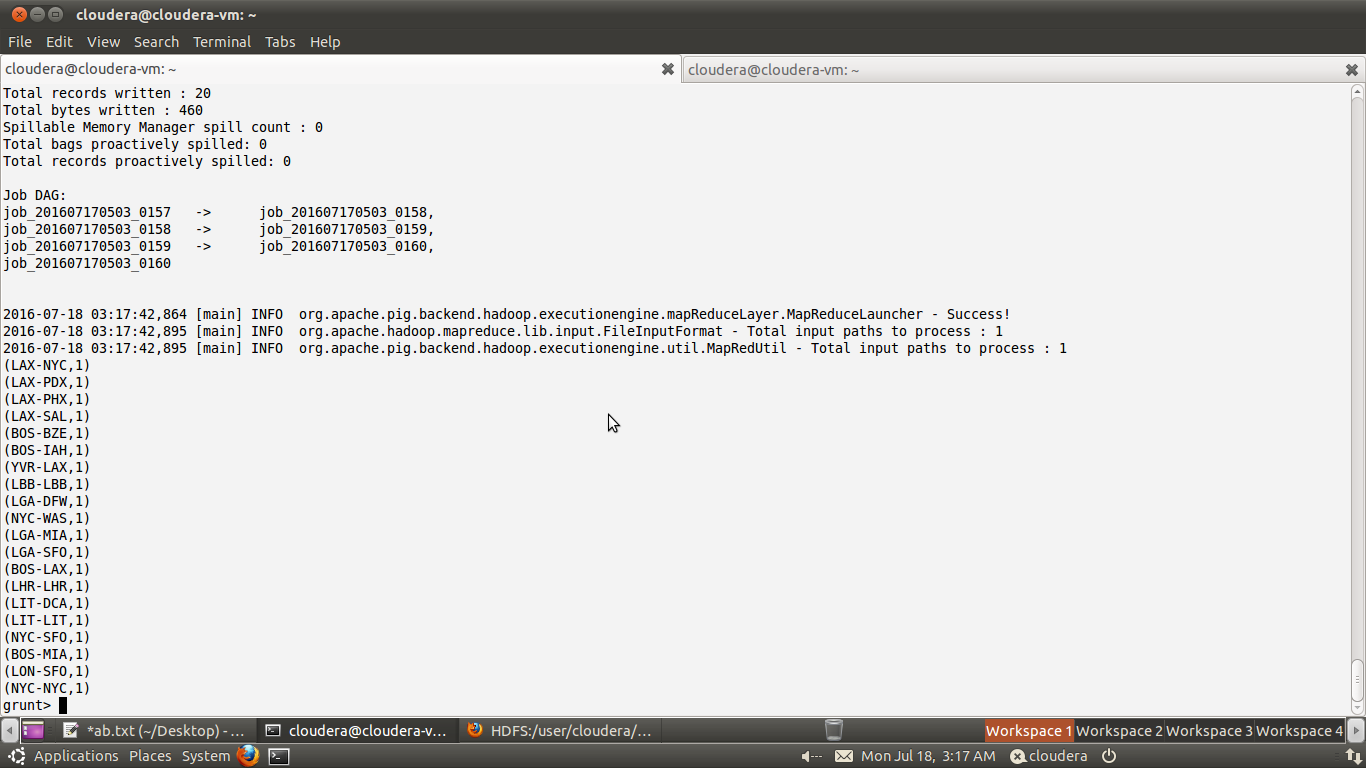 cloudera@cloudera-vm: ~
File Edit View Search Terminal Tabs Help
cloudera@cloudera-vm: ~ cloudera@cloudera-vm: ~
Total records written : 20
Total bytes written : 460
Spillable Memory Manager spill count : 0
Total bags proactively spilled: 0
Total records proactively spilled: 0
Job DAG:
job_201607170503_0157 -> job_201607170503_0158,
job_201607170503_0158 -> job_201607170503_0159,
job_201607170503_0159 -> job_201607170503_0160,
job_201607170503_0160
2016-07-18 03:17:42,864 [main] INFO org.apache.pig.backend.hadoop.executionengine.mapReduceLayer.MapReduceLauncher - Success!
2016-07-18 03:17:42,895 [main] INFO org.apache.hadoop.mapreduce.lib.input.FileInputFormat - Total input paths to process : 1
2016-07-18 03:17:42,895 [main] INFO org.apache.pig.backend.hadoop.executionengine.util.MapRedUtil - Total input paths to process : 1
(LAX-NYC,1)
(LAX-PDX,1)
(LAX-PHX,1)
(LAX-SAL,1)
(BOS-BZE,1)
(BOS-IAH,1)
(YVR-LAX,1)
(LBB-LBB,1)
(LGA-DFW,1)
(NYC-WAS,1)
(LGA-MIA,1)
(LGA-SFO,1)
(BOS-LAX,1)
(LHR-LHR,1)
(LIT-DCA,1)
(LIT-LIT,1)
(NYC-SFO,1)
(BOS-MIA,1)
(LON-SFO,1)
(NYC-NYC,1)
grunt>
*ab.txt (~/Desktop) - ... cloudera@cloudera-v... HDFS:/user/cloudera/... Workspace 1 Workspace 2 Workspace 3 Workspace 4
Applications Places System Mon Jul 18, 3:17 AM cloudera